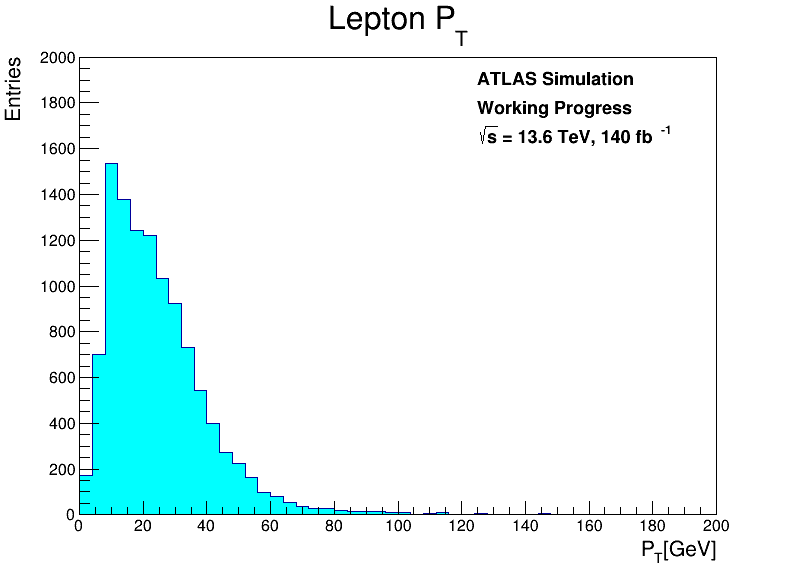 Lepton P_T
Entries
2000
1800
1600
1400
1200
1000
800
600
400
200
0
ATLAS Simulation
Working Progress
√s = 13.6 TeV, 140 fb⁻¹
0 20 40 60 80 100 120 140 160 180 200
P_T[GeV]